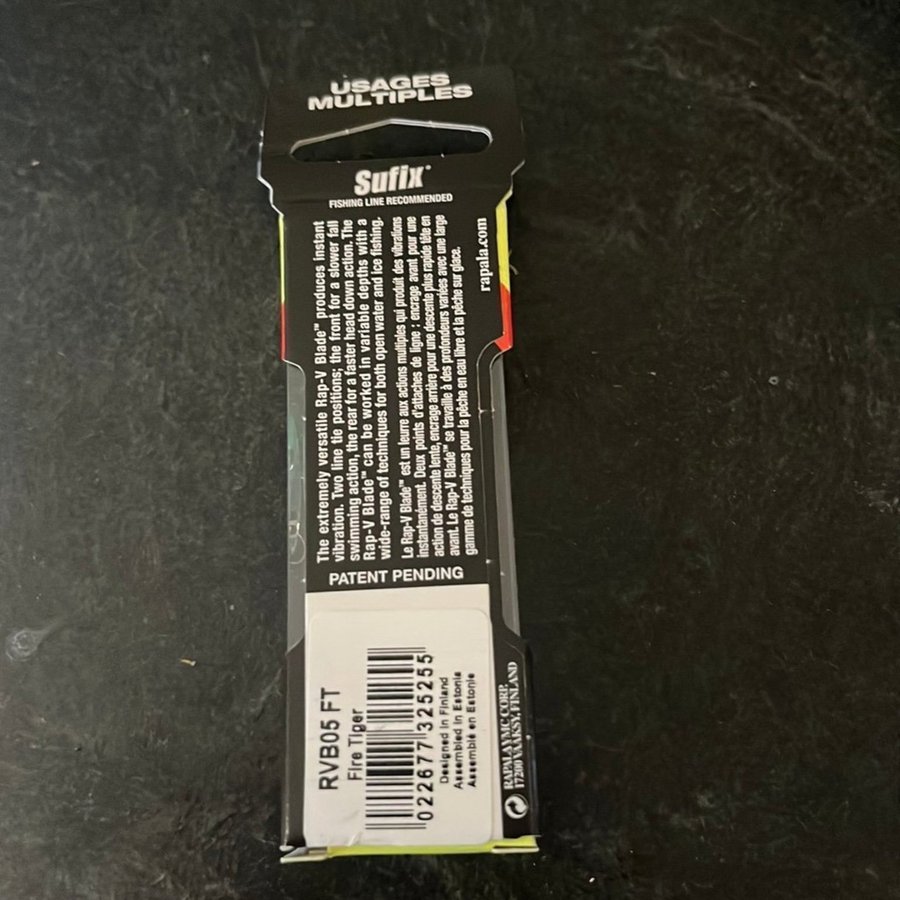 USAGES
MULTIPLES
Sufix
FISHING LINE RECOMMENDED
The extremely versatile Rap-V Blade™ produces instant
vibration. Two line tie positions; the front for a slower fall
swimming action, the rear for a faster head down action. The
Rap-V Blade™ can be worked in variable depths with a
wide-range of techniques for both open water and ice fishing.
Le Rap-V Blade™ est un leurre aux actions multiples qui produit des vibrations
instantanément. Deux points d'attaches de ligne : encrage avant pour une
action de descente lente, encrage arrière pour une descente plus rapide tête en
avant. Le Rap-V Blade™ se travaille à des profondeurs variées avec une large
gamme de techniques pour la pêche en eau libre et la pêche sur glace.
rapala.com
PATENT PENDING
RVB05 FT
Fire Tiger
022677325255
Designed in Finland
Assembled in Estonia
Assemblé en Estonie
RAPALA VMC CORP.
17200 VÄÄKSY, FINLAND